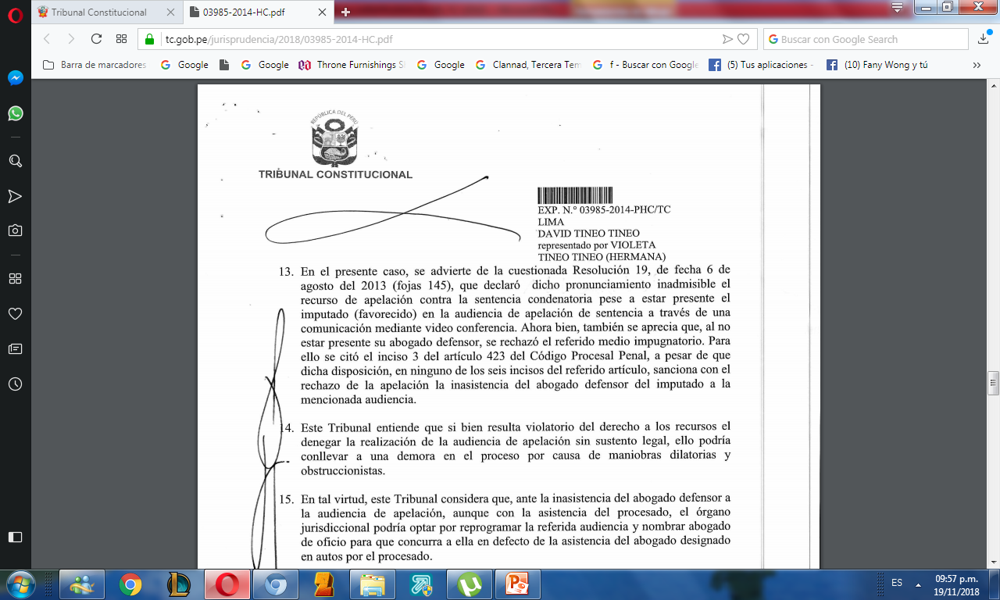 Tribunal Constitucional
03985-2014-HC.pdf
tc.gob.pe/jurisprudencia/2018/03985-2014-HC.pdf
Buscar con Google Search
Barra de marcadores
Google
Google
Throne Furnishings S
Google
Clannad, Tercera Tem
f - Buscar con Google
(5) Tus aplicaciones -
(10) Fany Wong y tú
REPÚBLICA DEL PERÚ
TRIBUNAL CONSTITUCIONAL
EXP. N.° 03985-2014-PHC/TC
LIMA
DAVID TINEO TINEO
representado por VIOLETA
TINEO TINEO (HERMANA)
13. En el presente caso, se advierte de la cuestionada Resolución 19, de fecha 6 de
agosto del 2013 (fojas 145), que declaró dicho pronunciamiento inadmisible el
recurso de apelación contra la sentencia condenatoria pese a estar presente el
imputado (favorecido) en la audiencia de apelación de sentencia a través de una
comunicación mediante video conferencia. Ahora bien, también se aprecia que, al no
estar presente su abogado defensor, se rechazó el referido medio impugnatorio. Para
ello se citó el inciso 3 del artículo 423 del Código Procesal Penal, a pesar de que
dicha disposición, en ninguno de los seis incisos del referido artículo, sanciona con el
rechazo de la apelación la inasistencia del abogado defensor del imputado a la
mencionada audiencia.
14. Este Tribunal entiende que si bien resulta violatorio del derecho a los recursos el
denegar la realización de la audiencia de apelación sin sustento legal, ello podría
conllevar a una demora en el proceso por causa de maniobras dilatorias y
obstruccionistas.
15. En tal virtud, este Tribunal considera que, ante la inasistencia del abogado defensor a
la audiencia de apelación, aunque con la asistencia del procesado, el órgano
jurisdiccional podría optar por reprogramar la referida audiencia y nombrar abogado
de oficio para que concurra a ella en defecto de la asistencia del abogado designado
en autos por el procesado.
ES
09:57 p.m.
19/11/2018